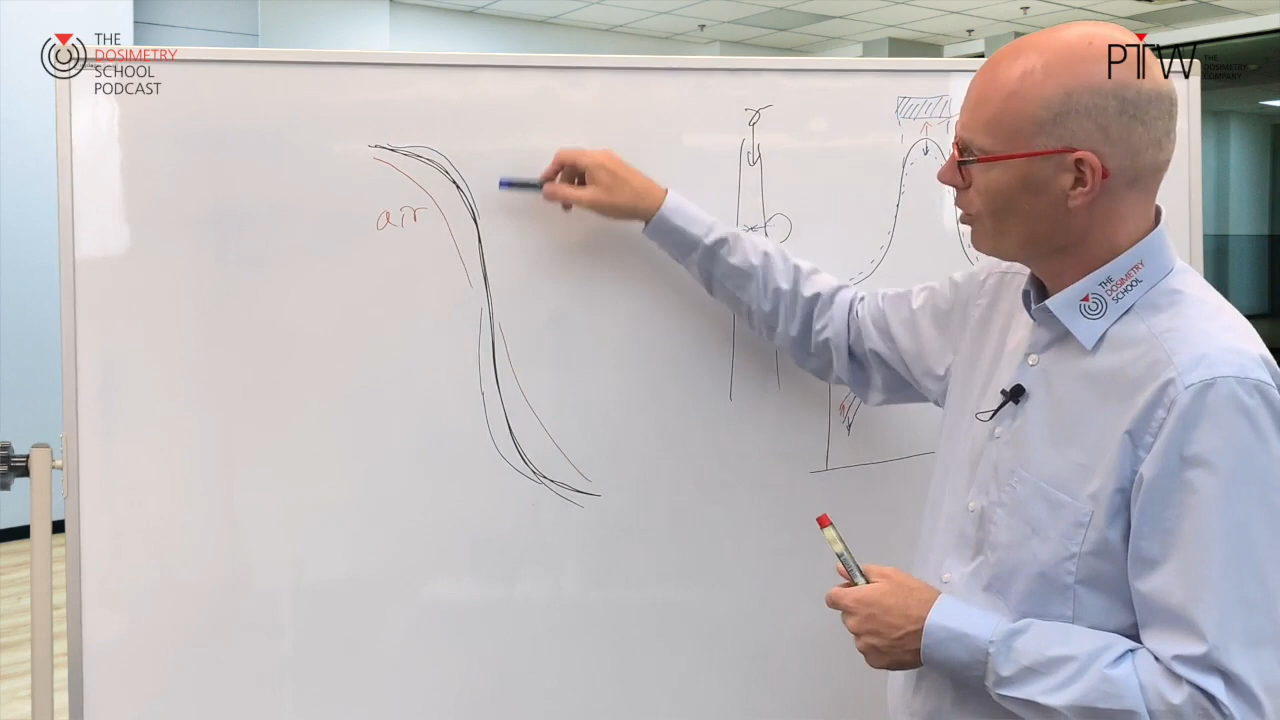 THE
DOSIMETRY
SCHOOL
PODCAST
PTW
THE
DOSIMETRY
COMPANY
air
THE
DOSIMETRY
SCHOOL